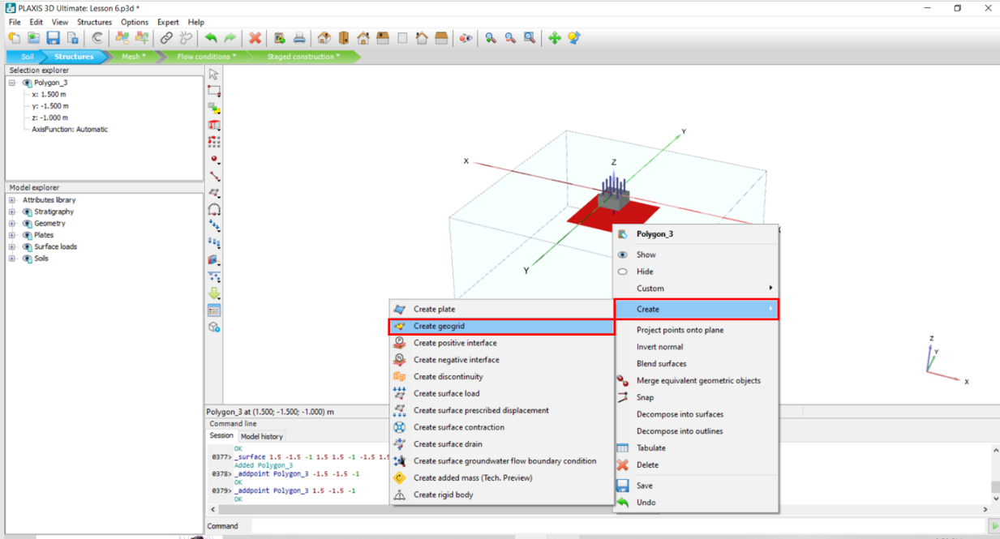 PLAXIS 3D Ultimate: Lesson 6.p3d *
File Edit View Structures Options Expert Help
Soil Structures Mesh * Flow conditions * Staged construction *
Selection explorer
Polygon_3
x: 1.500 m
y: -1.500 m
z: -1.000 m
AxisFunction: Automatic
Model explorer
Attributes library
Stratigraphy
Geometry
Plates
Surface loads
Soils
Y
X
Z
Y
Polygon_3
Show
Hide
Custom
Create
Project points onto plane
Invert normal
Blend surfaces
Merge equivalent geometric objects
Snap
Decompose into surfaces
Decompose into outlines
Tabulate
Delete
Save
Undo
Create plate
Create geogrid
Create positive interface
Create negative interface
Create discontinuity
Create surface load
Create surface prescribed displacement
Create surface contraction
Create surface drain
Create surface groundwater flow boundary condition
Create added mass (Tech. Preview)
Create rigid body
Z
Y
X
Polygon_3 at (1.500; -1.500; -1.000) m
Command line
Session Model history
OK
0377> _surface 1.5 -1.5 -1 1.5 1.5 -1 -1.5 1.5
Added Polygon_3
0378> _addpoint Polygon_3 -1.5 -1.5 -1
OK
0379> _addpoint Polygon_3 1.5 -1.5 -1
OK
Command